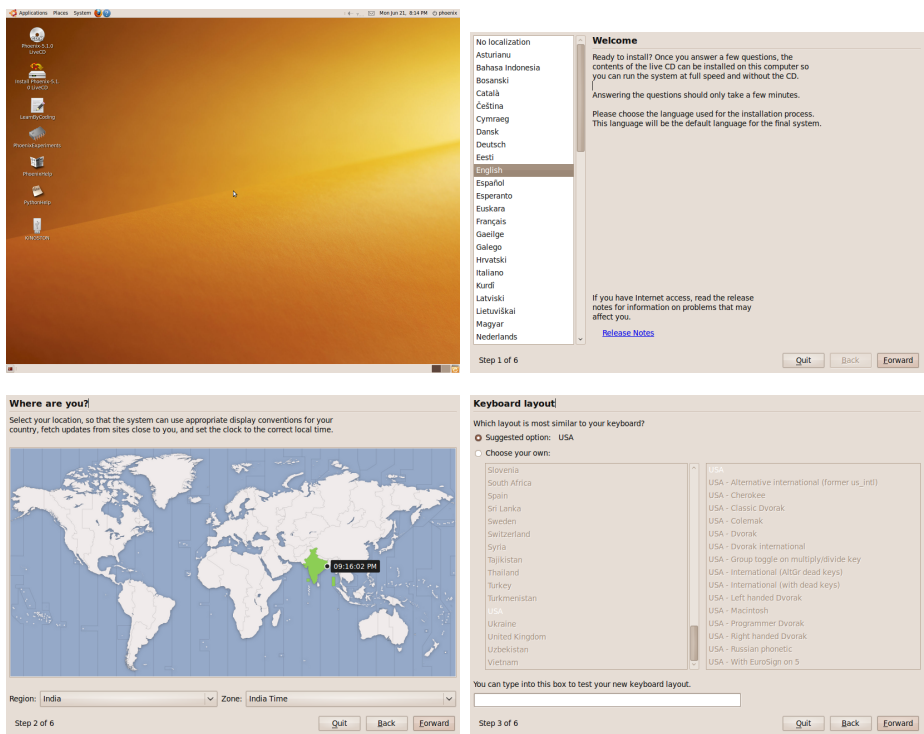 Applications Places System
Mon Jun 21, 8:14 PM
phoenix
Phoenix-5.1.0
LiveCD
Install Phoenix-5.1.
0 LiveCD
LearnByCoding
PhoenixExperiments
PhoenixHelp
PythonHelp
KINGSTON
No localization
Asturianu
Bahasa Indonesia
Bosanski
Català
Čeština
Cymraeg
Dansk
Deutsch
Eesti
English
Español
Esperanto
Euskara
Français
Gaeilge
Galego
Hrvatski
Italiano
Kurdî
Latviski
Lietuviškai
Magyar
Nederlands
Welcome
Ready to install? Once you answer a few questions, the
contents of the live CD can be installed on this computer so
you can run the system at full speed and without the CD.
Answering the questions should only take a few minutes.
Please choose the language used for the installation process.
This language will be the default language for the final system.
If you have Internet access, read the release
notes for information on problems that may
affect you.
Release Notes
Step 1 of 6
Quit
Back
Forward
Where are you?
Select your location, so that the system can use appropriate display conventions for your
country, fetch updates from sites close to you, and set the clock to the correct local time.
09:16:02 PM
Region: India
Zone: India Time
Step 2 of 6
Quit
Back
Forward
Keyboard layout
Which layout is most similar to your keyboard?
Suggested option: USA
Choose your own:
Slovenia
South Africa
Spain
Sri Lanka
Sweden
Switzerland
Syria
Tajikistan
Thailand
Turkey
Turkmenistan
USA
Ukraine
United Kingdom
Uzbekistan
Vietnam
USA
USA - Alternative international (former us_intl)
USA - Cherokee
USA - Classic Dvorak
USA - Colemak
USA - Dvorak
USA - Dvorak international
USA - Group toggle on multiply/divide key
USA - International (AltGr dead keys)
USA - International (with dead keys)
USA - Left handed Dvorak
USA - Macintosh
USA - Programmer Dvorak
USA - Right handed Dvorak
USA - Russian phonetic
USA - With EuroSign on 5
You can type into this box to test your new keyboard layout.
Step 3 of 6
Quit
Back
Forward